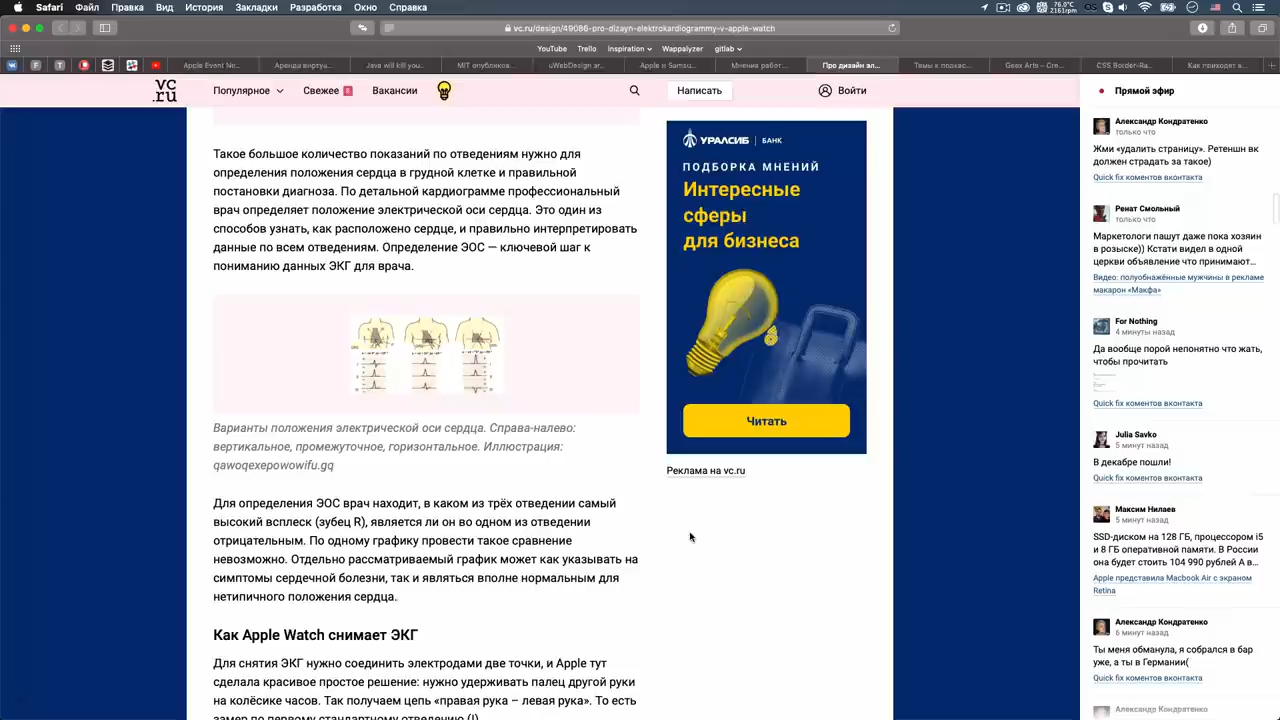 Safari Файл Правка Вид История Закладки Разработка Окно Справка
76.0°C
2161rpm
vc.ru/design/49086-pro-dizayn-elektrokardiogrammy-v-apple-watch
YouTube Trello Inspiration Wappalyzer gitlab
Apple Event Ne... Аренда виртуа... Java will kill you... MIT опубликов... uWebDesign эг... Apple и Samsu... Мнения работ... Про дизайн эл... Темы к подкас... Geex Arts – Cre... CSS Border-Ra... Как приходят в...
vc
.ru
Популярное Свежее 8 Вакансии
Написать Войти
Такое большое количество показаний по отведениям нужно для
определения положения сердца в грудной клетке и правильной
постановки диагноза. По детальной кардиограмме профессиональный
врач определяет положение электрической оси сердца. Это один из
способов узнать, как расположено сердце, и правильно интерпретировать
данные по всем отведениям. Определение ЭОС — ключевой шаг к
пониманию данных ЭКГ для врача.
Варианты положения электрической оси сердца. Справа-налево:
вертикальное, промежуточное, горизонтальное. Иллюстрация:
qawoqexepowowifu.gq
Для определения ЭОС врач находит, в каком из трёх отведении самый
высокий всплеск (зубец R), является ли он во одном из отведении
отрицательным. По одному графику провести такое сравнение
невозможно. Отдельно рассматриваемый график может как указывать на
симптомы сердечной болезни, так и являться вполне нормальным для
нетипичного положения сердца.
Как Apple Watch снимает ЭКГ
Для снятия ЭКГ нужно соединить электродами две точки, и Apple тут
сделала красивое простое решение: нужно удерживать палец другой руки
на колёсике часов. Так получаем цепь «правая рука – левая рука». То есть
замер по первому стандартному отведению (I)
УРАЛСИБ | БАНК
ПОДБОРКА МНЕНИЙ
Интересные
сферы
для бизнеса
Читать
Реклама на vc.ru
Прямой эфир
Александр Кондратенко
только что
Жми «удалить страницу». Ретеншн вк
должен страдать за такое)
Quick fix коментов вконтакта
Ренат Смольный
только что
Маркетологи пашут даже пока хозяин
в розыске)) Кстати видел в одной
церкви объявление что принимают...
Видео: полуобнажённые мужчины в рекламе
макарон «Макфа»
For Nothing
4 минуты назад
Да вообще порой непонятно что жать,
чтобы прочитать
Quick fix коментов вконтакта
Julia Savko
5 минут назад
В декабре пошли!
Quick fix коментов вконтакта
Максим Нилаев
5 минут назад
SSD-диском на 128 ГБ, процессором i5
и 8 ГБ оперативной памяти. В России
она будет стоить 104 990 рублей А в...
Apple представила Macbook Air с экраном
Retina
Александр Кондратенко
6 минут назад
Ты меня обманула, я собрался в бар
уже, а ты в Германии(
Quick fix коментов вконтакта
Александр Кондратенко